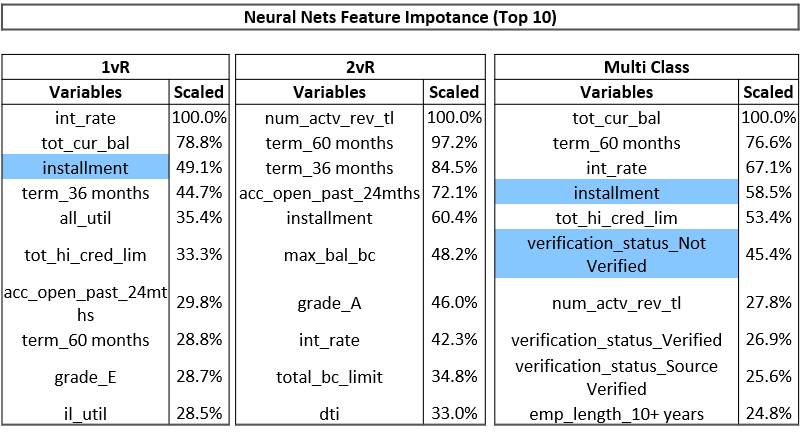 Neural Nets Feature Impotance (Top 10)
1vR
Variables Scaled
int_rate 100.0%
tot_cur_bal 78.8%
installment 49.1%
term_36 months 44.7%
all_util 35.4%
tot_hi_cred_lim 33.3%
acc_open_past_24mt
hs 29.8%
term_60 months 28.8%
grade_E 28.7%
il_util 28.5%
2vR
Variables Scaled
num_actv_rev_tl 100.0%
term_60 months 97.2%
term_36 months 84.5%
acc_open_past_24mths 72.1%
installment 60.4%
max_bal_bc 48.2%
grade_A 46.0%
int_rate 42.3%
total_bc_limit 34.8%
dti 33.0%
Multi Class
Variables Scaled
tot_cur_bal 100.0%
term_60 months 76.6%
int_rate 67.1%
installment 58.5%
tot_hi_cred_lim 53.4%
verification_status_Not
Verified 45.4%
num_actv_rev_tl 27.8%
verification_status_Verified 26.9%
verification_status_Source
Verified 25.6%
emp_length_10+ years 24.8%